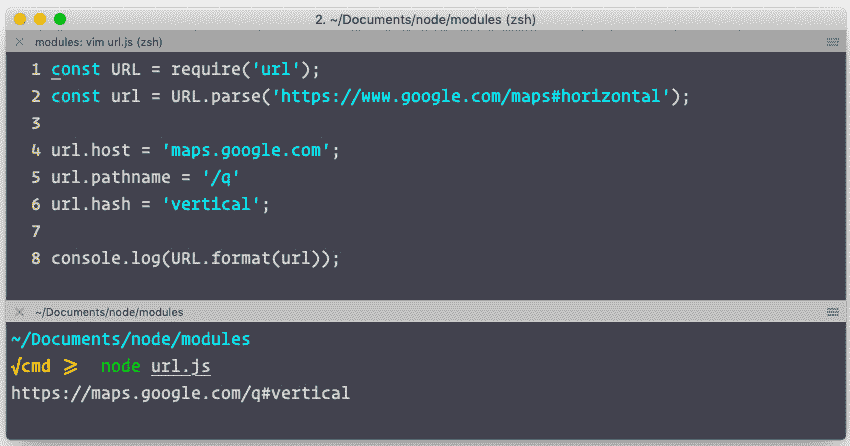 2. ~/Documents/node/modules (zsh)
modules: vim url.js (zsh)
1 const URL = require('url');
2 const url = URL.parse('https://www.google.com/maps#horizontal');
3
4 url.host = 'maps.google.com';
5 url.pathname = '/q'
6 url.hash = 'vertical';
7
8 console.log(URL.format(url));
~/Documents/node/modules
~/Documents/node/modules
√cmd ⩾ node url.js
https://maps.google.com/q#vertical